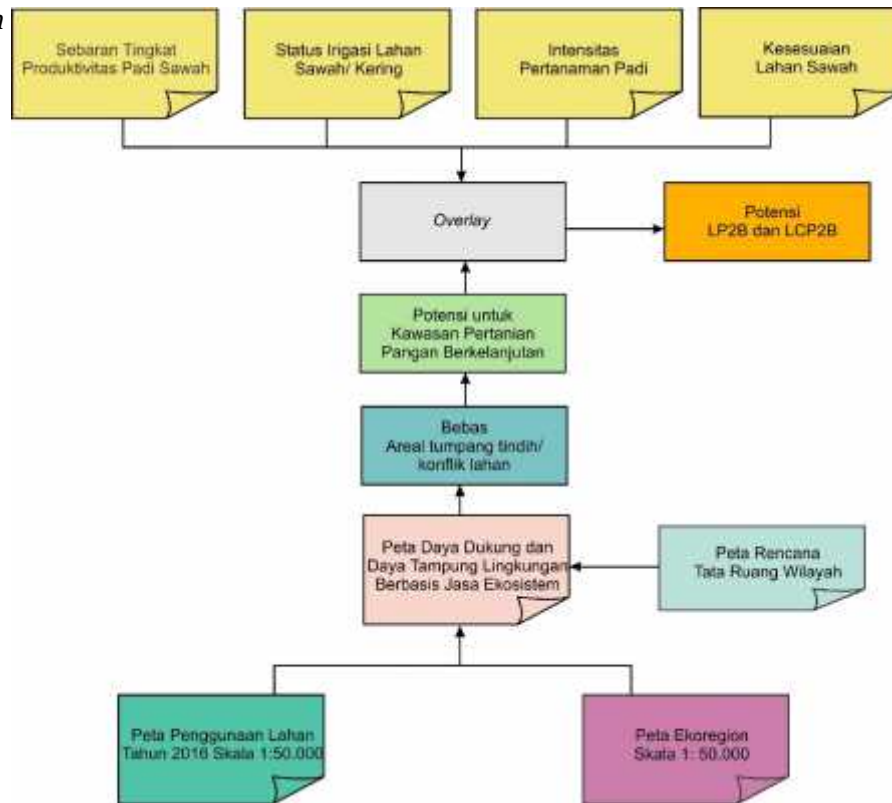 n
Sebaran Tingkat
Produktivitas Padi Sawah
Status Irigasi Lahan
Sawah/ Kering
Intensitas
Pertanaman Padi
Kesesuaian
Lahan Sawah
Overlay
Potensi
LP2B dan LCP2B
Potensi untuk
Kawasan Pertanian
Pangan Berkelanjutan
Bebas
Areal tumpang tindih/
konflik lahan
Peta Daya Dukung dan
Daya Tampung Lingkungan
Berbasis Jasa Ekosistem
Peta Rencana
Tata Ruang Wilayah
Peta Penggunaan Lahan
Tahun 2016 Skala 1:50.000
Peta Ekoregion
Skata 1: 50.000